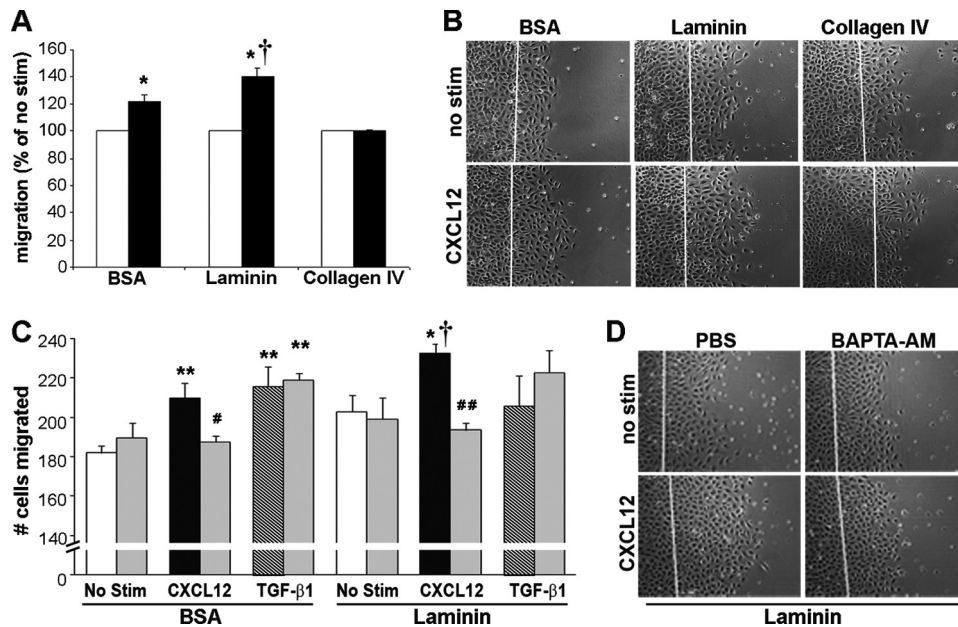 A
migration (% of no stim)
160
140
120
100
80
60
40
20
0
*
*†
BSA
Laminin
Collagen IV
B
BSA
Laminin
Collagen IV
no stim
CXCL12
C
# cells migrated
240
220
200
180
160
140
0
**
#
**
**
*†
##
No Stim
CXCL12
TGF-β1
No Stim
CXCL12
TGF-β1
BSA
Laminin
D
PBS
BAPTA-AM
no stim
CXCL12
Laminin